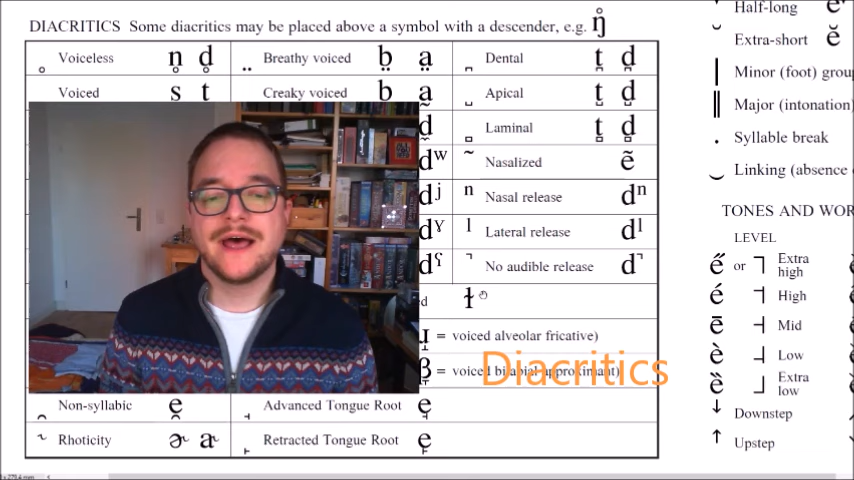 DIACRITICS Some diacritics may be placed above a symbol with a descender, e.g. ŋ̊
̥ Voiceless n̥ d̥ ̤ Breathy voiced b̤ a̤ ̪ Dental t̪ d̪
Voiced s t Creaky voiced b a̰ ̺ Apical t̺ d̺
d̼ ̻ Laminal t̻ d̻
dʷ ̃ Nasalized ẽ
dʲ ⁿ Nasal release dⁿ
dˠ ˡ Lateral release dˡ
dˤ ̚ No audible release d̚
ɫ
ɹ̝ = voiced alveolar fricative)
β̞ = voiced bilabial approximant)
Diacritics
̯ Non-syllabic e̯ ̘ Advanced Tongue Root e̘
˞ Rhoticity ɚ a˞ ̙ Retracted Tongue Root e̙
Half-long
̆ Extra-short ĕ
| Minor (foot) grou
‖ Major (intonation)
. Syllable break
‿ Linking (absence
TONES AND WOR
LEVEL
e̋ or ˥ Extra
high
é ˦ High
ē ˧ Mid
è ˨ Low
ȅ ˩ Extra
low
↓ Downstep
↑ Upstep